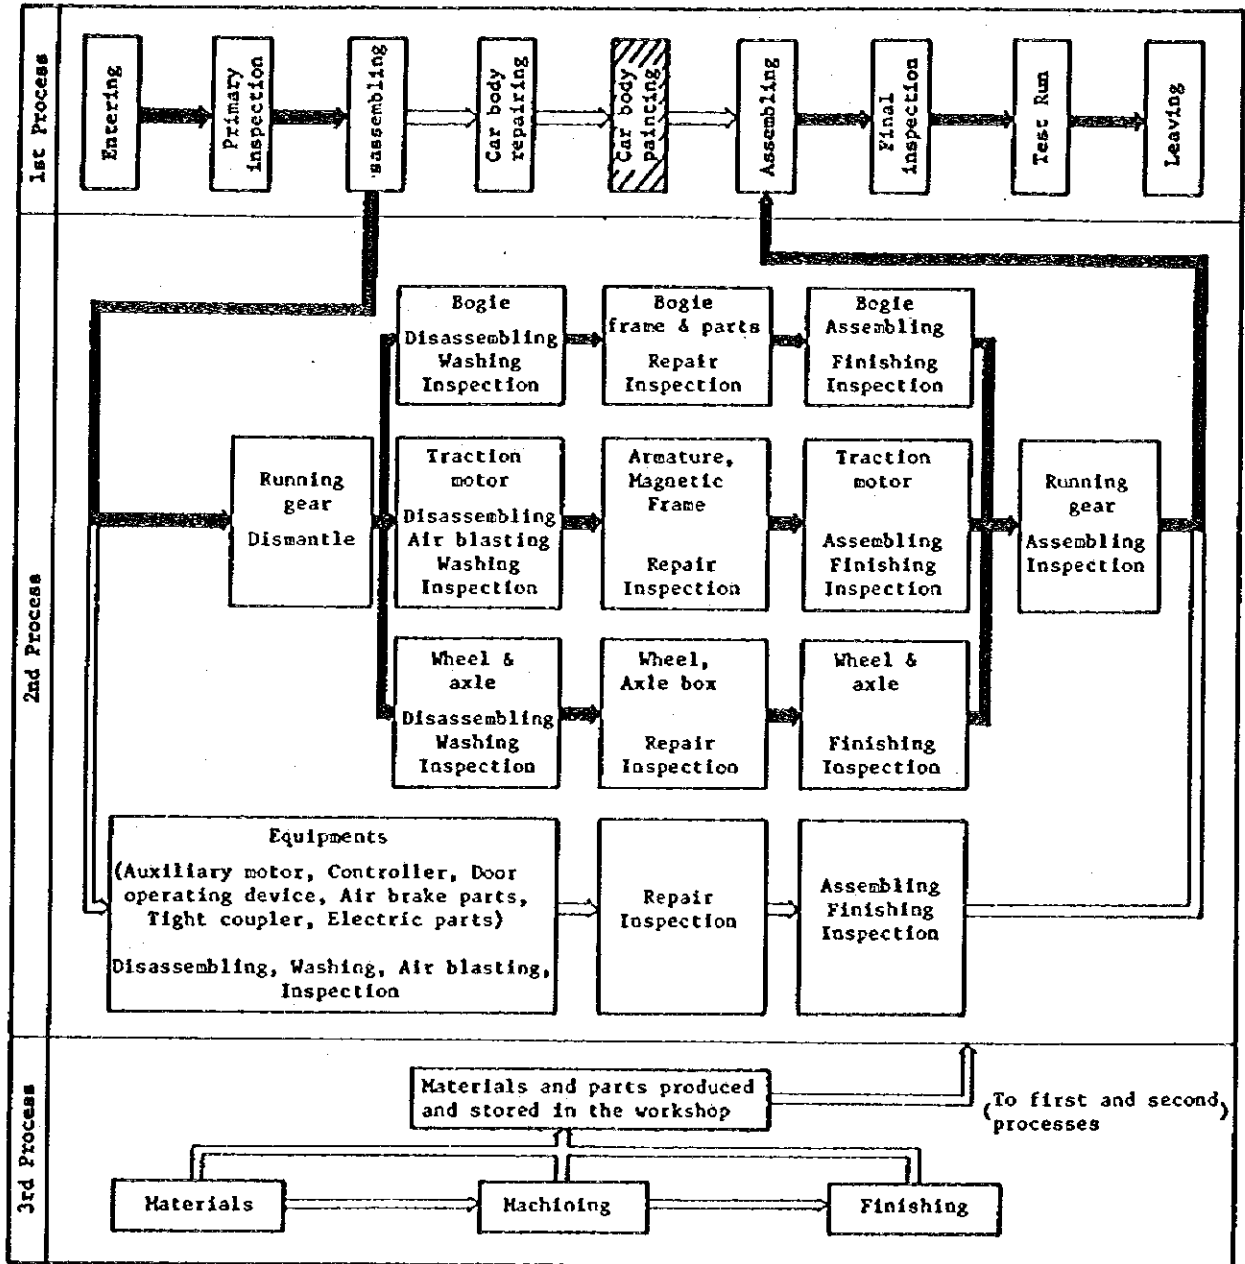 1st Process
Entering
Primary
inspection
sassembling
Car body
repairing
Car body
painting
Assembling
Final
inspection
Test Run
Leaving
2nd Process
Running
gear
Dismantle
Bogie
Disassembling
Washing
Inspection
Bogie
frame & parts
Repair
Inspection
Bogie
Assembling
Finishing
Inspection
Traction
motor
Disassembling
Air blasting
Washing
Inspection
Armature,
Magnetic
Frame
Repair
Inspection
Traction
motor
Assembling
Finishing
Inspection
Wheel &
axle
Disassembling
Washing
Inspection
Wheel,
Axle box
Repair
Inspection
Wheel &
axle
Finishing
Inspection
Running
gear
Assembling
Inspection
Equipments
(Auxiliary motor, Controller, Door
operating device, Air brake parts,
Tight coupler, Electric parts)
Disassembling, Washing, Air blasting,
Inspection
Repair
Inspection
Assembling
Finishing
Inspection
3rd Process
Materials and parts produced
and stored in the workshop
(To first and second)
processes
Materials
Machining
Finishing